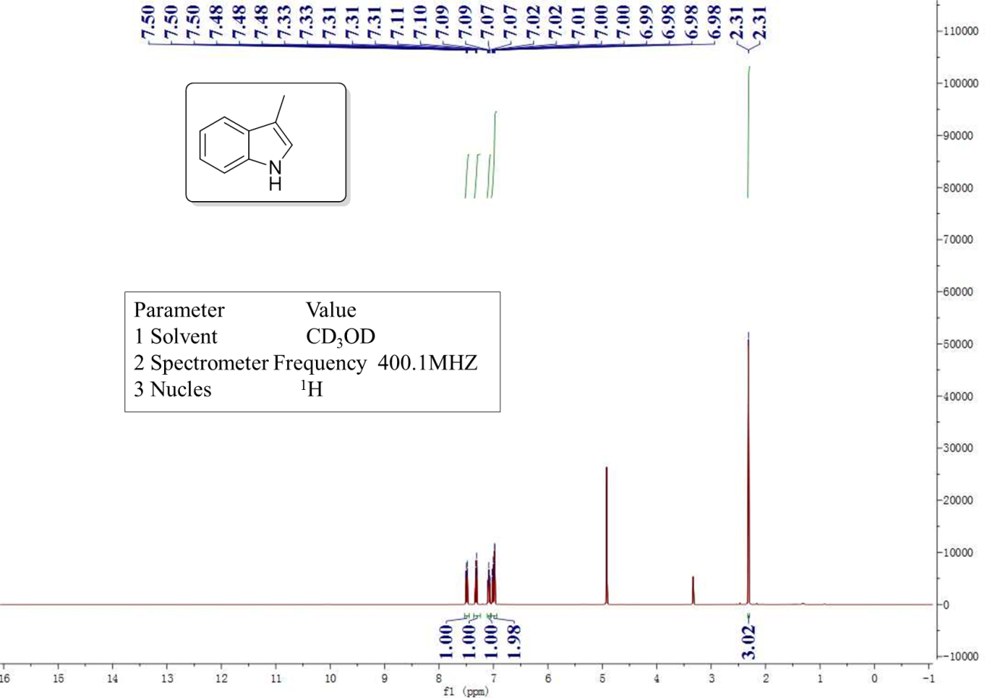 7.50 7.50 7.50 7.48 7.48 7.48 7.33 7.33 7.31 7.31 7.31 7.11 7.10 7.09 7.09 7.07 7.07 7.02 7.02 7.01 7.00 7.00 6.99 6.98 6.98 6.98 2.31 2.31
110000
100000
90000
80000
70000
60000
50000
40000
30000
20000
10000
0
-10000
N
H
Parameter Value
1 Solvent CD₃OD
2 Spectrometer Frequency 400.1MHZ
3 Nucles ¹H
1.00 1.00 1.00 1.98 3.02
16 15 14 13 12 11 10 9 8 7 6 5 4 3 2 1 0 -1
f1 (ppm)